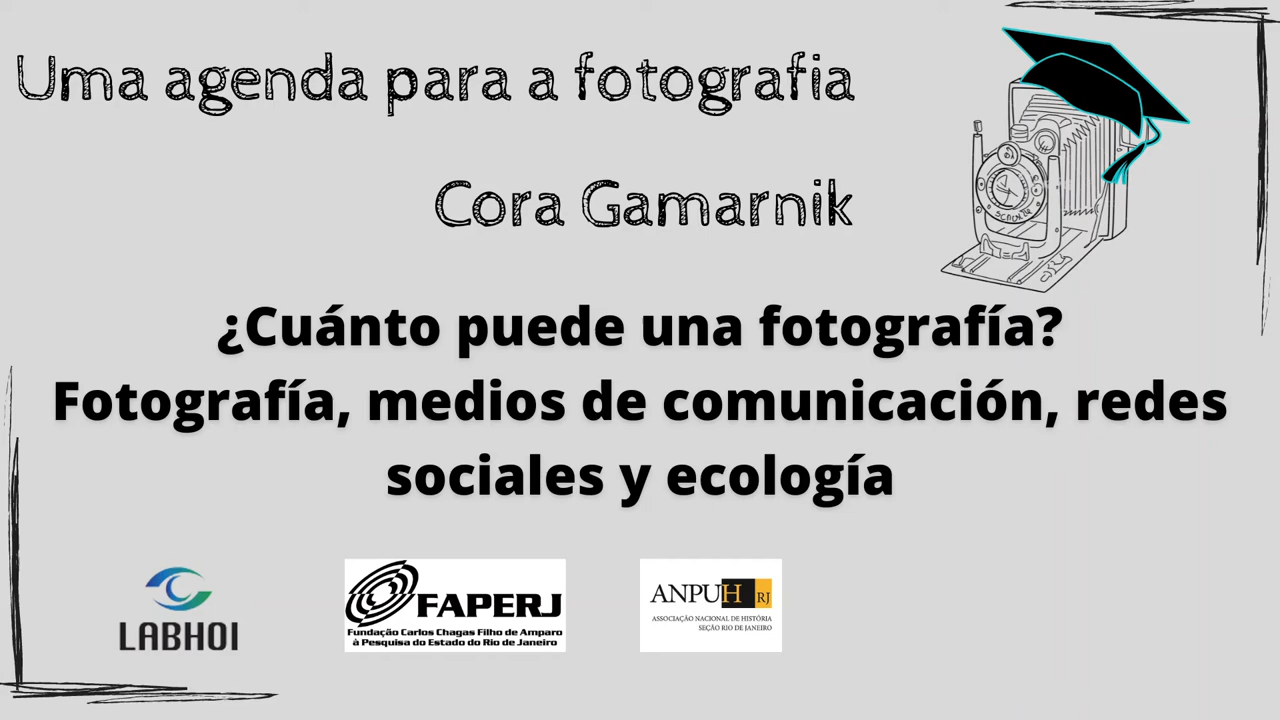 Uma agenda para a fotografia
Cora Gamarnik
¿Cuánto puede una fotografía?
Fotografía, medios de comunicación, redes
sociales y ecología
LABHOI
FAPERJ
Fundação Carlos Chagas Filho de Amparo
à Pesquisa do Estado do Rio de Janeiro
ANPUH RJ
ASSOCIAÇÃO NACIONAL DE HISTÓRIA
SEÇÃO RIO DE JANEIRO